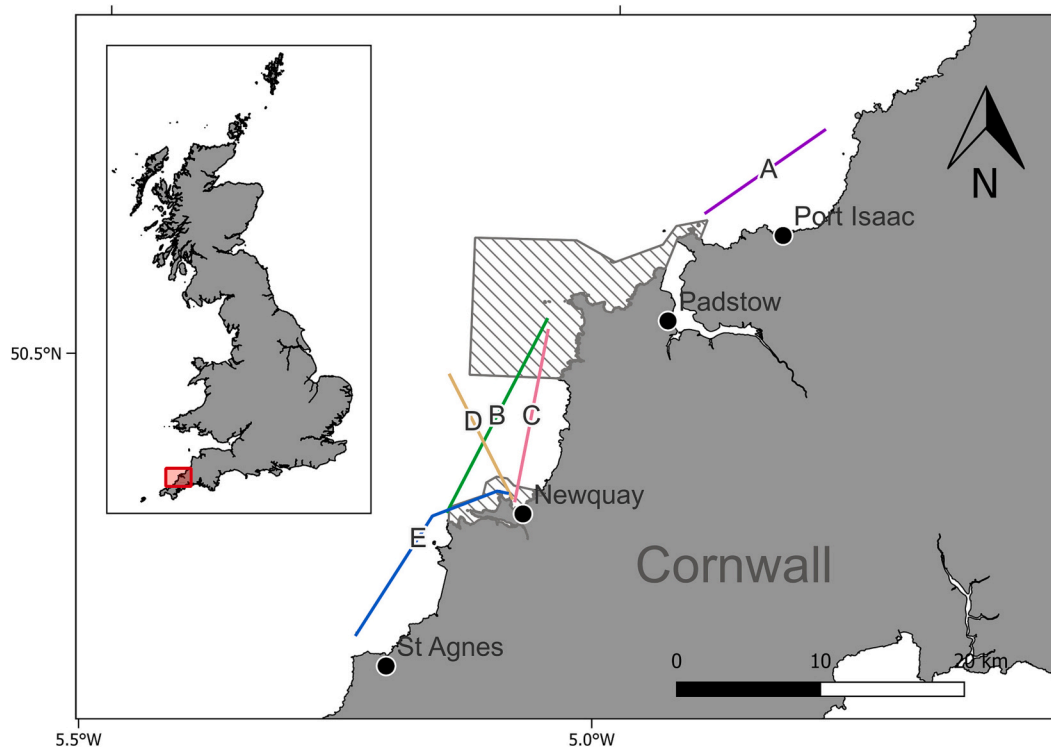 A
N
Port Isaac
Padstow
50.5°N
D
B
C
Newquay
E
Cornwall
St Agnes
0
10
20 km
5.5°W
5.0°W